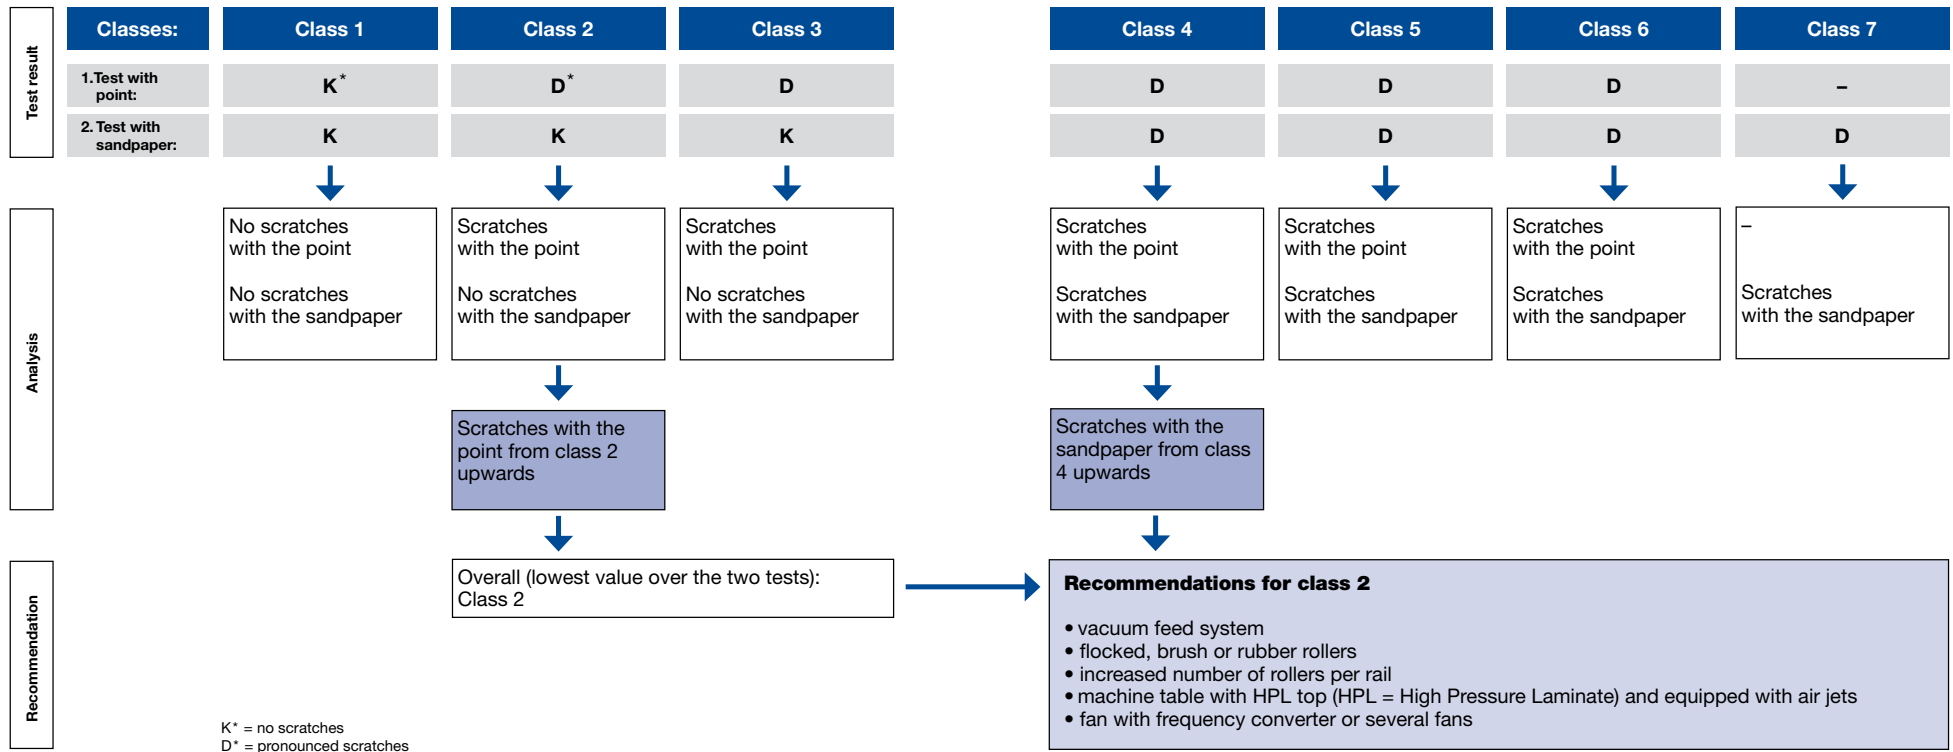 Test result
Classes:
Class 1
Class 2
Class 3
Class 4
Class 5
Class 6
Class 7
1.Test with
point:
K*
D*
D
D
D
D
–
2. Test with
sandpaper:
K
K
K
D
D
D
D
Analysis
No scratches
with the point
No scratches
with the sandpaper
Scratches
with the point
No scratches
with the sandpaper
Scratches
with the point
No scratches
with the sandpaper
Scratches
with the point
Scratches
with the sandpaper
Scratches
with the point
Scratches
with the sandpaper
Scratches
with the point
Scratches
with the sandpaper
–
Scratches
with the sandpaper
Scratches with the
point from class 2
upwards
Scratches with the
sandpaper from class
4 upwards
Recommendation
Overall (lowest value over the two tests):
Class 2
Recommendations for class 2
• vacuum feed system
• flocked, brush or rubber rollers
• increased number of rollers per rail
• machine table with HPL top (HPL = High Pressure Laminate) and equipped with air jets
• fan with frequency converter or several fans
K* = no scratches
D* = pronounced scratches